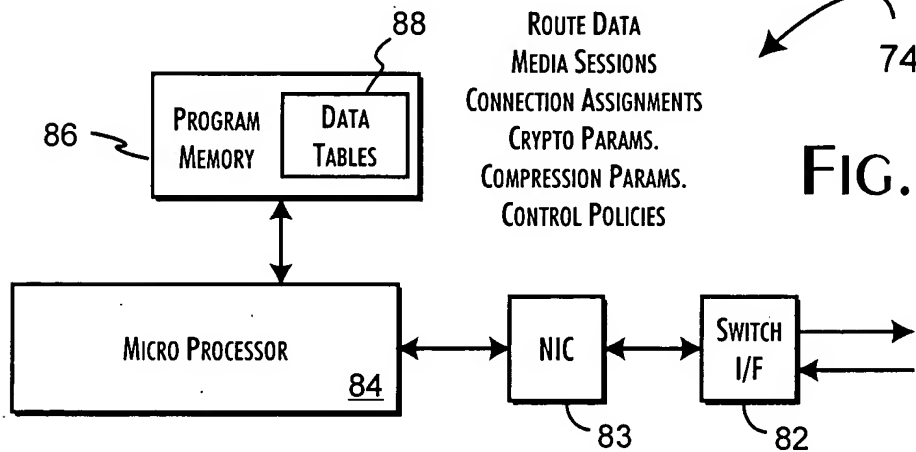 88
ROUTE DATA
MEDIA SESSIONS
CONNECTION ASSIGNMENTS
CRYPTO PARAMS.
COMPRESSION PARAMS.
CONTROL POLICIES
74
86
PROGRAM
MEMORY
DATA
TABLES
FIG.
MICRO PROCESSOR
84
NIC
83
SWITCH
I/F
82